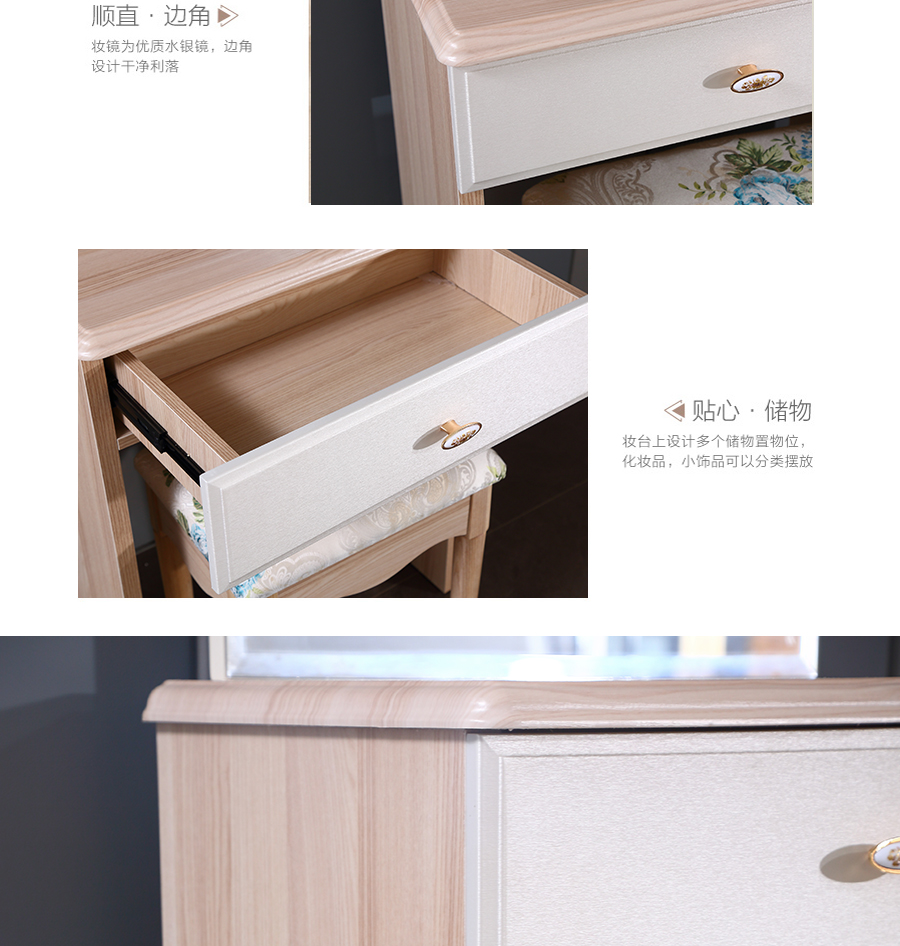 顺直 · 边角
妆镜为优质水银镜，边角
设计干净利落
贴心 · 储物
妆台上设计多个储物置物位，
化妆品，小饰品可以分类摆放